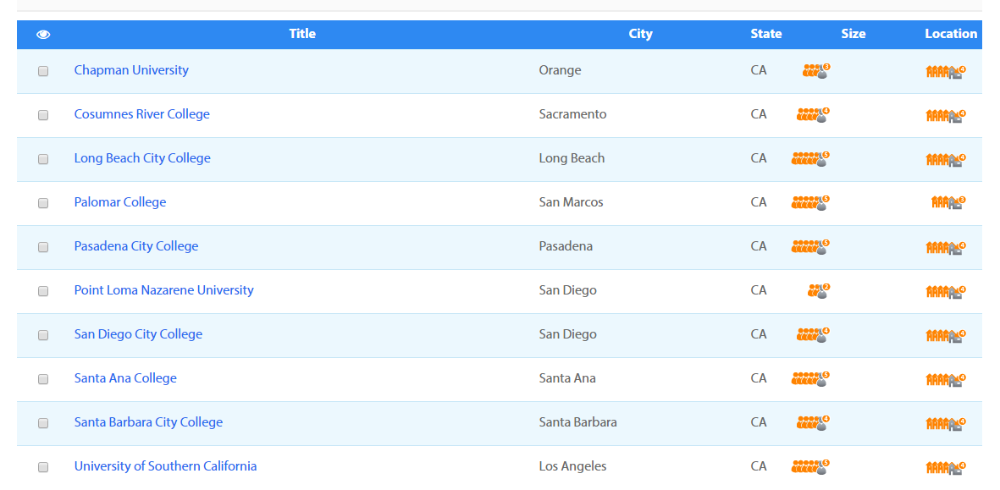 Title City State Size Location
Chapman University Orange CA 3 4
Cosumnes River College Sacramento CA 4 4
Long Beach City College Long Beach CA 5 4
Palomar College San Marcos CA 5 3
Pasadena City College Pasadena CA 5 4
Point Loma Nazarene University San Diego CA 2 4
San Diego City College San Diego CA 4 4
Santa Ana College Santa Ana CA 5 4
Santa Barbara City College Santa Barbara CA 4 4
University of Southern California Los Angeles CA 5 4